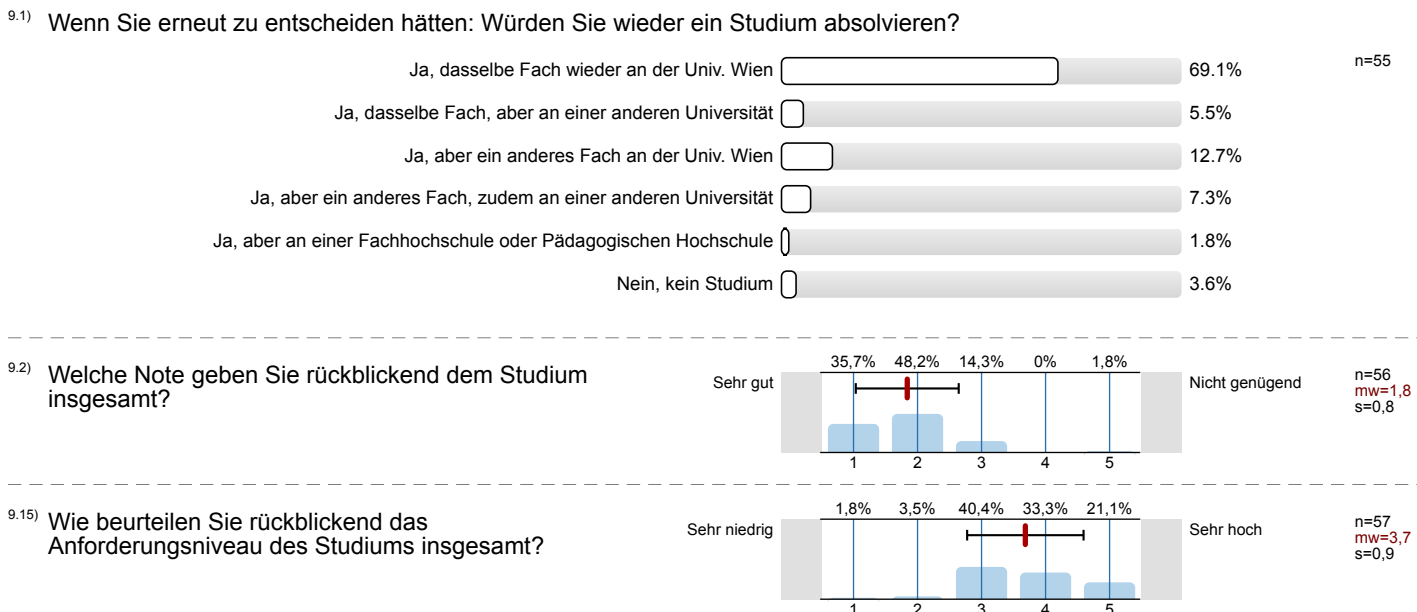 9.1) Wenn Sie erneut zu entscheiden hätten: Würden Sie wieder ein Studium absolvieren?
Ja, dasselbe Fach wieder an der Univ. Wien 69.1% n=55
Ja, dasselbe Fach, aber an einer anderen Universität 5.5%
Ja, aber ein anderes Fach an der Univ. Wien 12.7%
Ja, aber ein anderes Fach, zudem an einer anderen Universität 7.3%
Ja, aber an einer Fachhochschule oder Pädagogischen Hochschule 1.8%
Nein, kein Studium 3.6%
9.2) Welche Note geben Sie rückblickend dem Studium
insgesamt?
Sehr gut
35,7% 48,2% 14,3% 0% 1,8%
1 2 3 4 5
Nicht genügend
n=56
mw=1,8
s=0,8
9.15) Wie beurteilen Sie rückblickend das
Anforderungsniveau des Studiums insgesamt?
Sehr niedrig
1,8% 3,5% 40,4% 33,3% 21,1%
1 2 3 4 5
Sehr hoch
n=57
mw=3,7
s=0,9